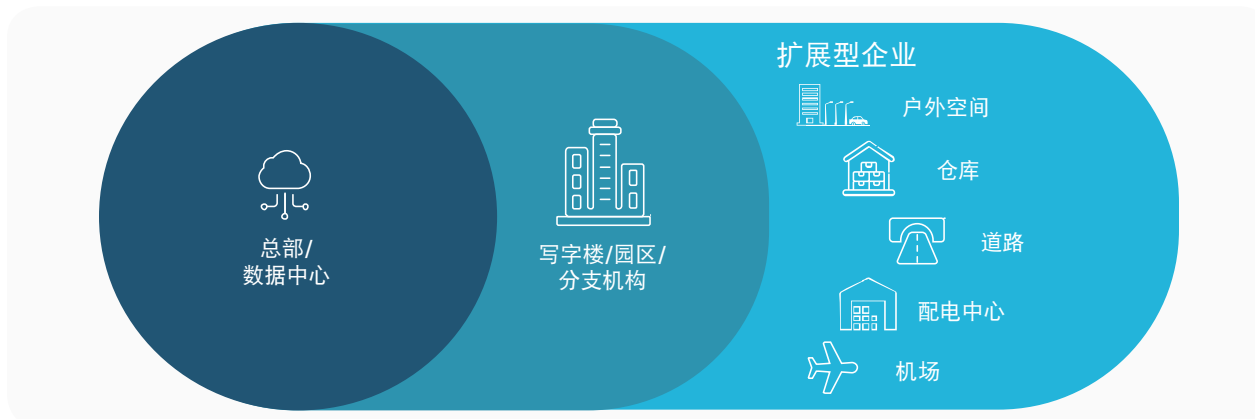 扩展型企业
户外空间
仓库
道路
配电中心
机场
写字楼/园区/
分支机构
总部/
数据中心